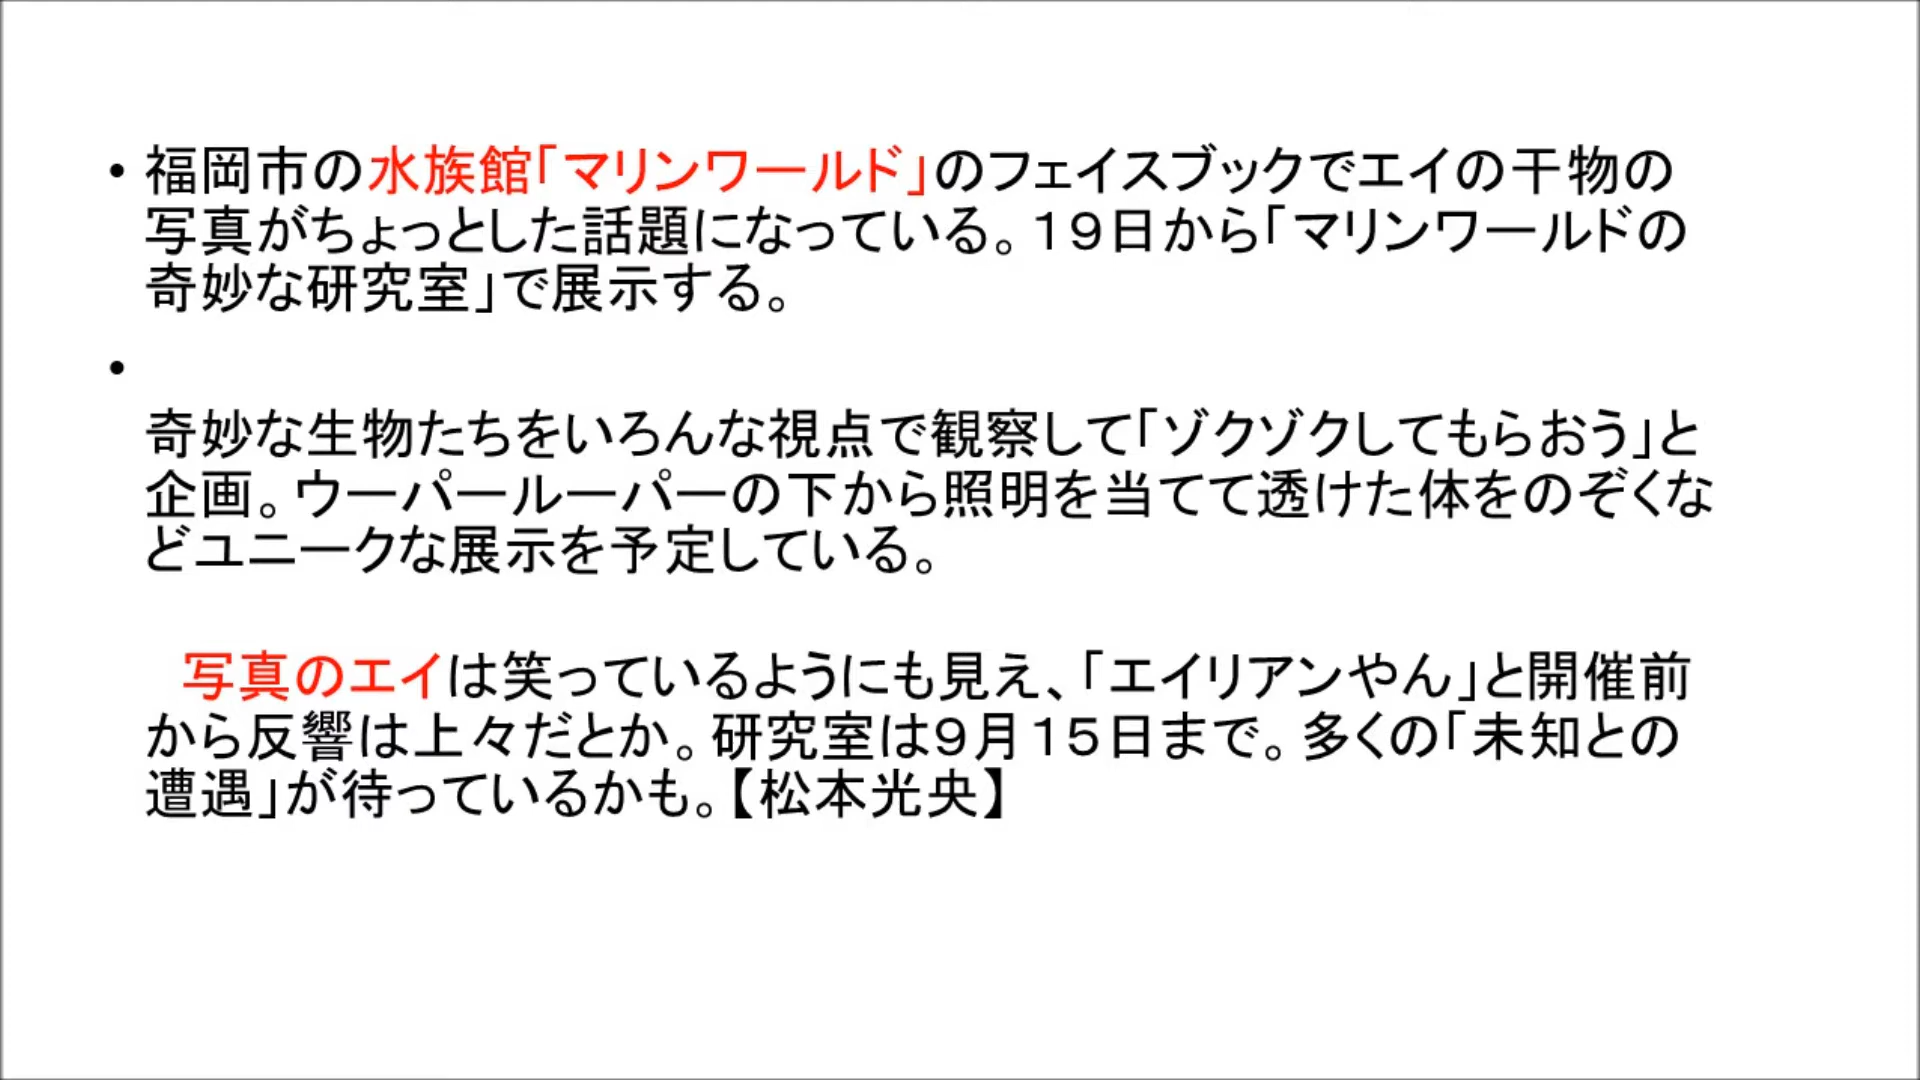 • 福岡市の水族館「マリンワールド」のフェイスブックでエイの干物の
写真がちょっとした話題になっている。19日から「マリンワールドの
奇妙な研究室」で展示する。
•
奇妙な生物たちをいろんな視点で観察して「ゾクゾクしてもらおう」と
企画。ウーパールーパーの下から照明を当てて透けた体をのぞくな
どユニークな展示を予定している。
写真のエイは笑っているようにも見え、「エイリアンやん」と開催前
から反響は上々だとか。研究室は9月15日まで。多くの「未知との
遭遇」が待っているかも。【松本光央】